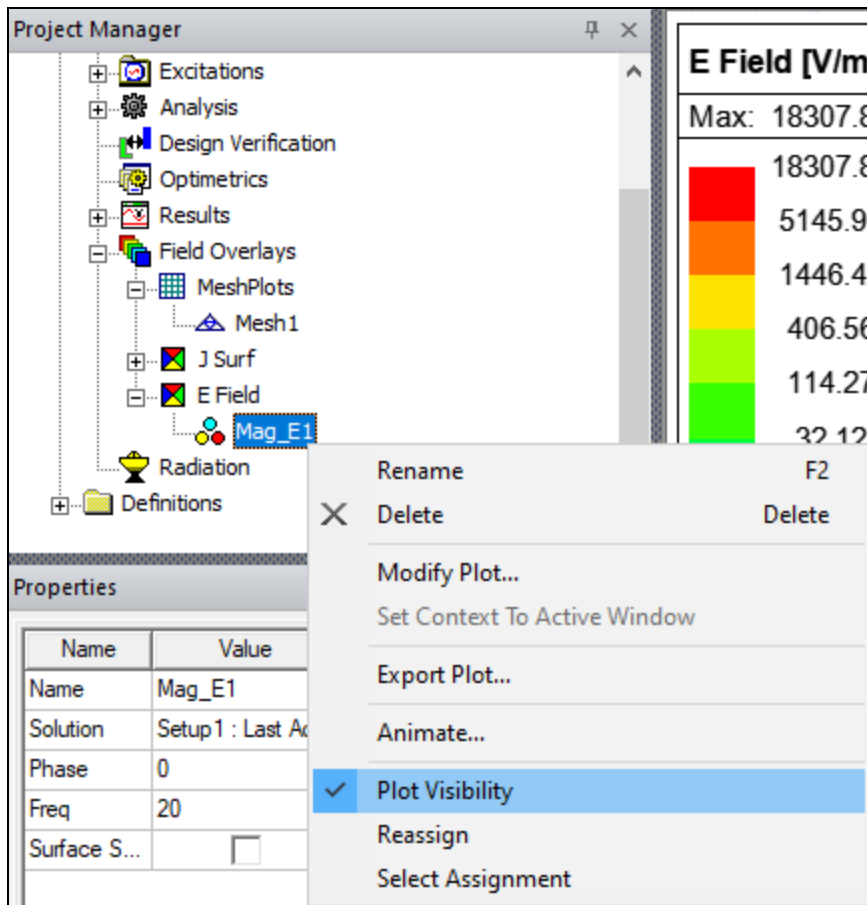 Project Manager
Excitations
Analysis
Design Verification
Optimetrics
Results
Field Overlays
MeshPlots
Mesh1
J Surf
E Field
Mag_E1
Radiation
Definitions
E Field [V/m
Max: 18307.8
18307.8
5145.9
1446.4
406.56
114.27
32.12
Rename F2
Delete Delete
Modify Plot...
Set Context To Active Window
Export Plot...
Animate...
Plot Visibility
Reassign
Select Assignment
Properties
Name Value
Name Mag_E1
Solution Setup1 : Last Ad
Phase 0
Freq 20
Surface S...